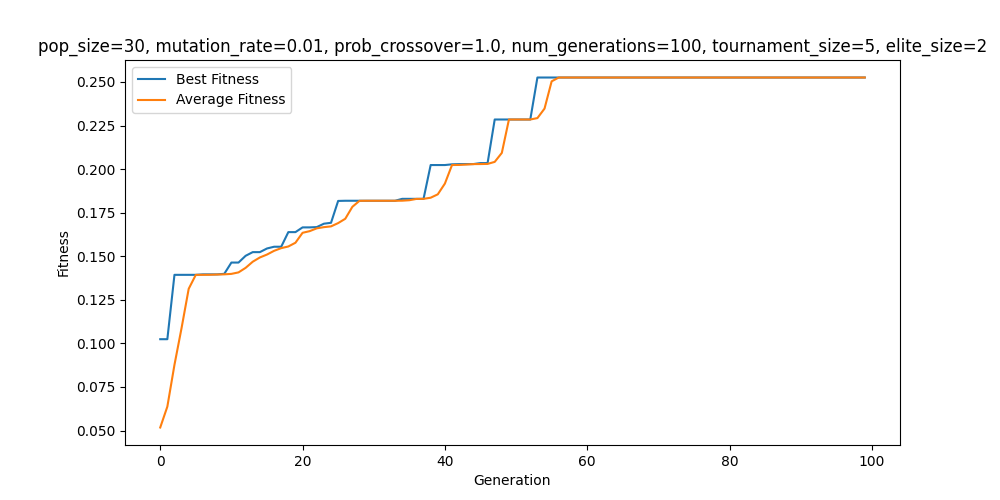 pop_size=30, mutation_rate=0.01, prob_crossover=1.0, num_generations=100, tournament_size=5, elite_size=2
Best Fitness
Average Fitness
0.250
0.225
0.200
0.175
0.150
0.125
0.100
0.075
0.050
Fitness
0 20 40 60 80 100
Generation